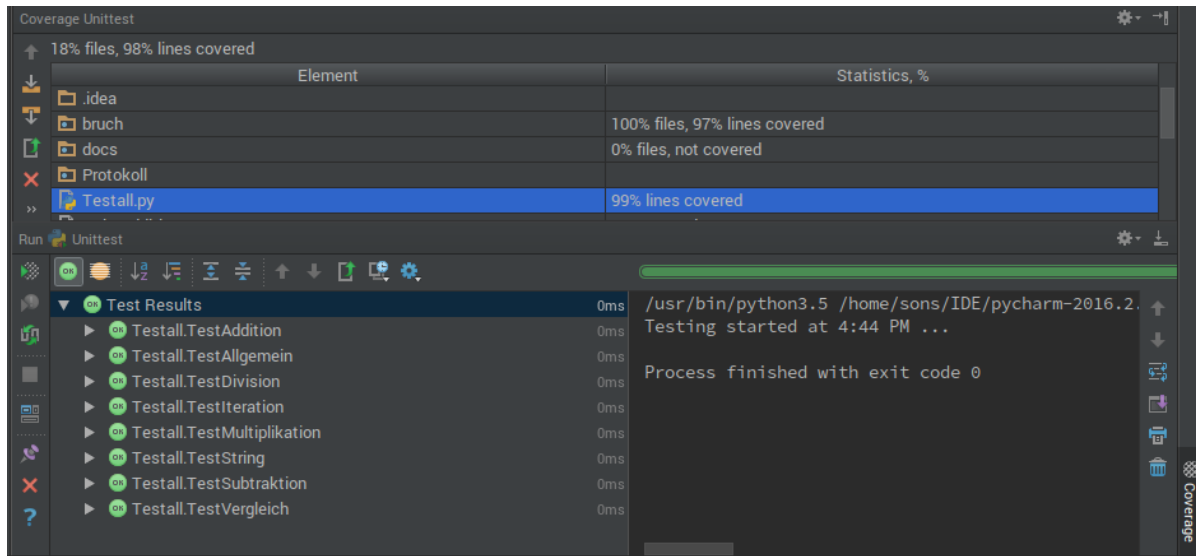 Coverage Unittest
18% files, 98% lines covered
Element Statistics, %
.idea
bruch 100% files, 97% lines covered
docs 0% files, not covered
Protokoll
Testall.py 99% lines covered
Run Unittest
Test Results 0ms
Testall.TestAddition 0ms
Testall.TestAllgemein 0ms
Testall.TestDivision 0ms
Testall.TestIteration 0ms
Testall.TestMultiplikation 0ms
Testall.TestString 0ms
Testall.TestSubtraktion 0ms
Testall.TestVergleich 0ms
/usr/bin/python3.5 /home/sons/IDE/pycharm-2016.2.
Testing started at 4:44 PM ...
Process finished with exit code 0
Coverage